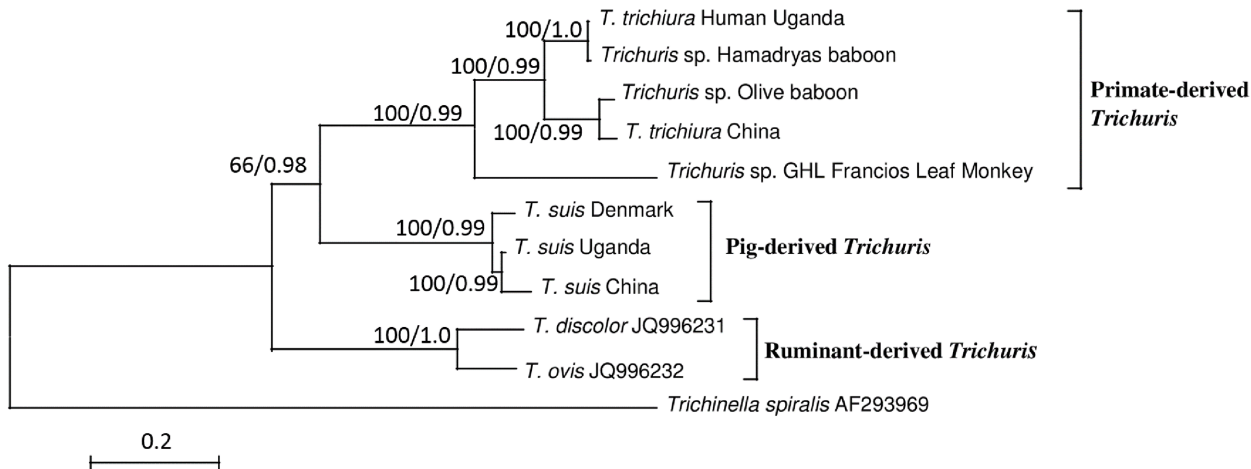 T. trichiura Human Uganda
100/1.0
Trichuris sp. Hamadryas baboon
100/0.99
Trichuris sp. Olive baboon
Primate-derived
Trichuris
100/0.99
100/0.99
T. trichiura China
66/0.98
Trichuris sp. GHL Francios Leaf Monkey
T. suis Denmark
100/0.99
T. suis Uganda
Pig-derived Trichuris
100/0.99
T. suis China
T. discolor JQ996231
100/1.0
Ruminant-derived Trichuris
T. ovis JQ996232
Trichinella spiralis AF293969
0.2